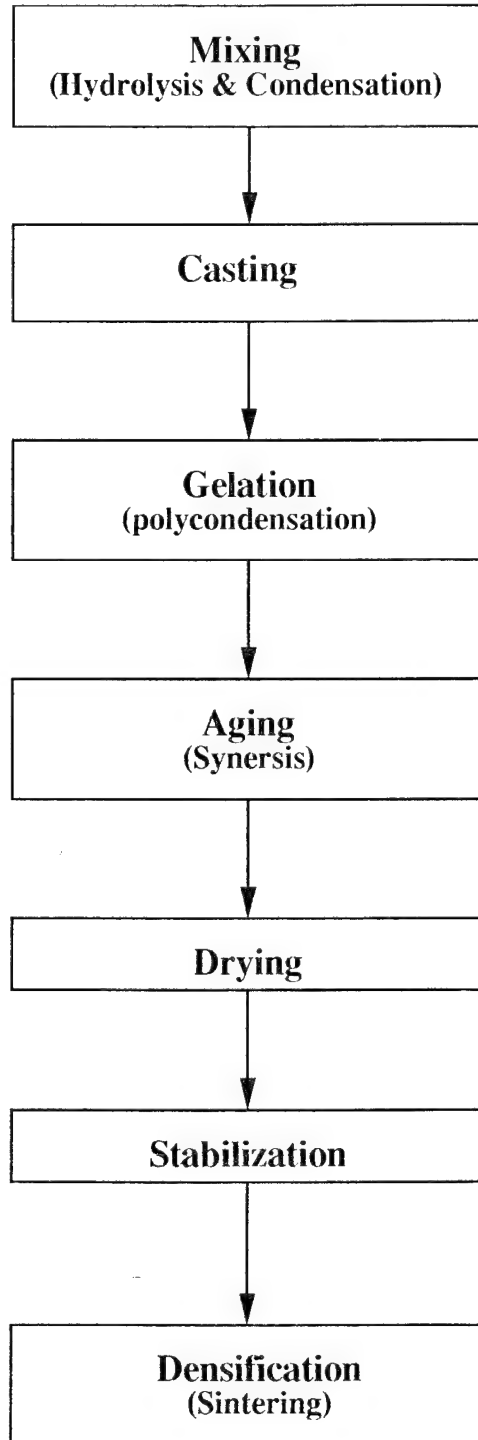 Mixing
(Hydrolysis & Condensation)
Casting
Gelation
(polycondensation)
Aging
(Synersis)
Drying
Stabilization
Densification
(Sintering)